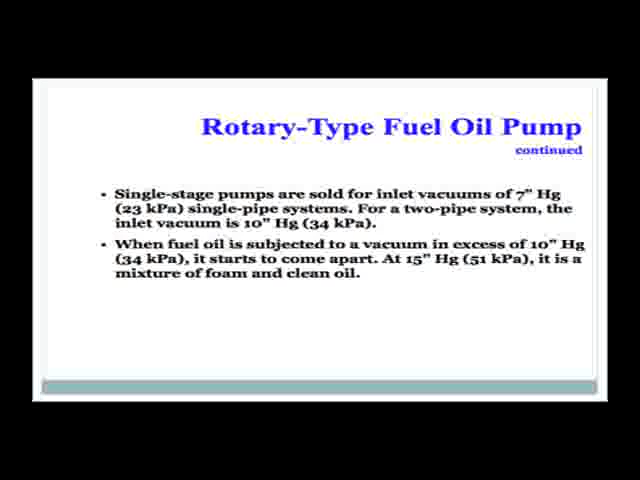 Rotary-Type Fuel Oil Pump
continued
• Single-stage pumps are sold for inlet vacuums of 7" Hg
(23 kPa) single-pipe systems. For a two-pipe system, the
inlet vacuum is 10" Hg (34 kPa).
• When fuel oil is subjected to a vacuum in excess of 10" Hg
(34 kPa), it starts to come apart. At 15" Hg (51 kPa), it is a
mixture of foam and clean oil.